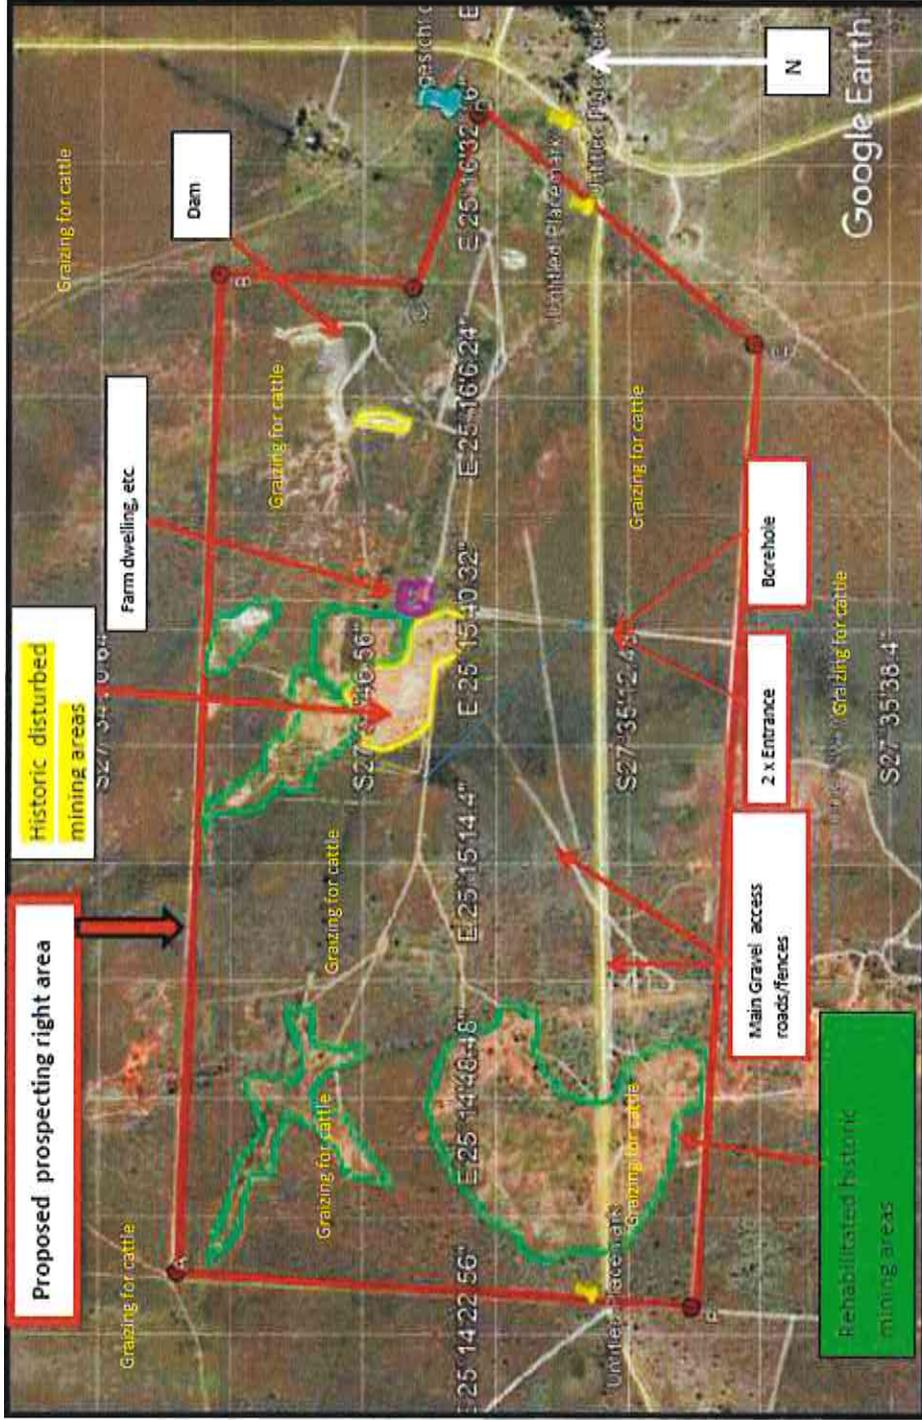 Proposed prospecting right area
Historic disturbed
mining areas
Farm dwelling, etc
Dam
N
Graizing for cattle
Graizing for cattle
Graizing for cattle
Graizing for cattle
Graizing for cattle
Graizing for cattle
Graizing for cattle
Graizing for cattle
A
B
E 25°14'22.56"
E 25°14'48.48"
E 25°15'14.4"
E 25°15'40.32"
E 25°16'6.24"
E 25°16'32.16"
S27°35'12.4
S27°35'38.4"
Untitled Placemark
Untitled Placemark
Untitled
Rehabilitated historic
mining areas
Main Gravel access
roads/fences
2 x Entrance
Borehole
Google Earth